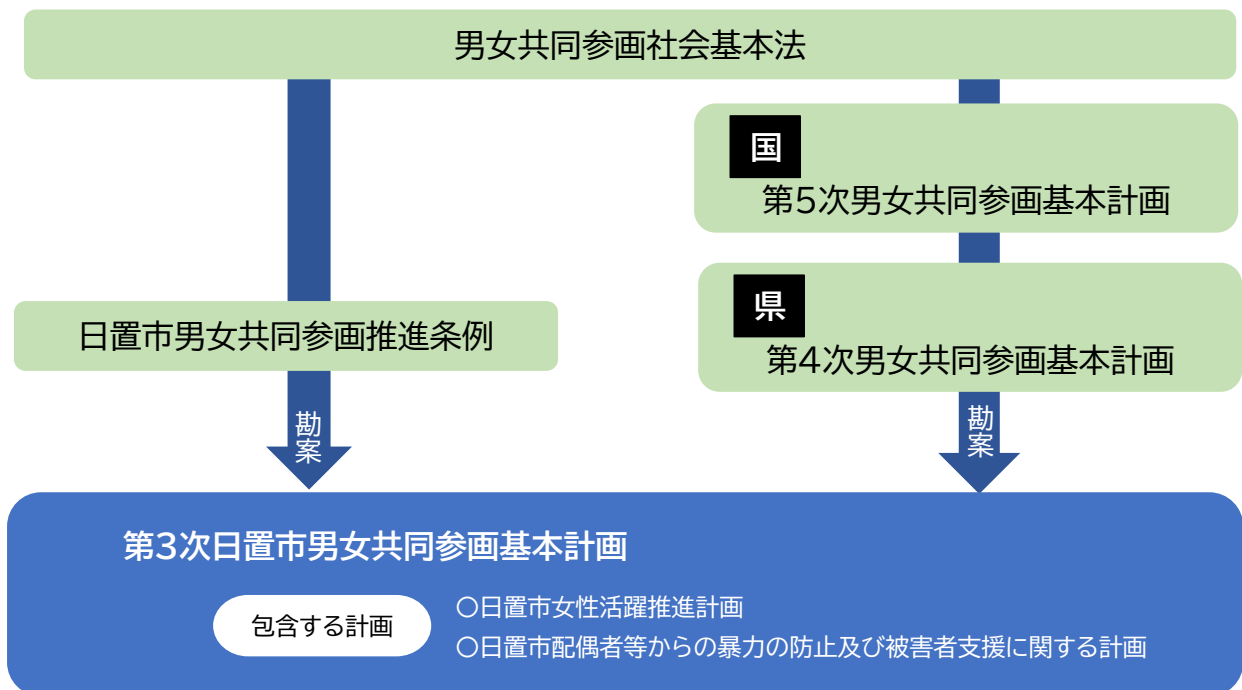 男女共同参画社会基本法
国
第5次男女共同参画基本計画
県
第4次男女共同参画基本計画
日置市男女共同参画推進条例
勘案
勘案
第3次日置市男女共同参画基本計画
包含する計画
○日置市女性活躍推進計画
○日置市配偶者等からの暴力の防止及び被害者支援に関する計画